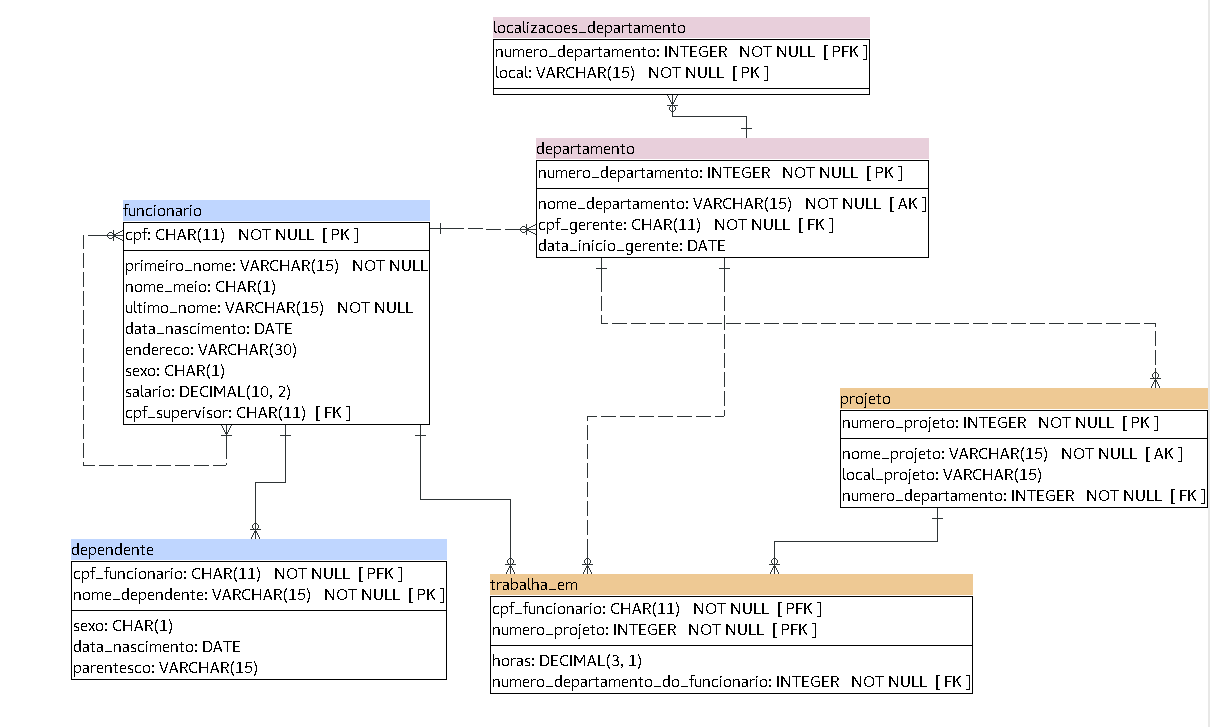 localizacoes_departamento
numero_departamento: INTEGER NOT NULL [ PFK ]
local: VARCHAR(15) NOT NULL [ PK ]
departamento
numero_departamento: INTEGER NOT NULL [ PK ]
nome_departamento: VARCHAR(15) NOT NULL [ AK ]
cpf_gerente: CHAR(11) NOT NULL [ FK ]
data_inicio_gerente: DATE
funcionario
cpf: CHAR(11) NOT NULL [ PK ]
primeiro_nome: VARCHAR(15) NOT NULL
nome_meio: CHAR(1)
ultimo_nome: VARCHAR(15) NOT NULL
data_nascimento: DATE
endereco: VARCHAR(30)
sexo: CHAR(1)
salario: DECIMAL(10, 2)
cpf_supervisor: CHAR(11) [ FK ]
projeto
numero_projeto: INTEGER NOT NULL [ PK ]
nome_projeto: VARCHAR(15) NOT NULL [ AK ]
local_projeto: VARCHAR(15)
numero_departamento: INTEGER NOT NULL [ FK ]
dependente
cpf_funcionario: CHAR(11) NOT NULL [ PFK ]
nome_dependente: VARCHAR(15) NOT NULL [ PK ]
sexo: CHAR(1)
data_nascimento: DATE
parentesco: VARCHAR(15)
trabalha_em
cpf_funcionario: CHAR(11) NOT NULL [ PFK ]
numero_projeto: INTEGER NOT NULL [ PFK ]
horas: DECIMAL(3, 1)
numero_departamento_do_funcionario: INTEGER NOT NULL [ FK ]